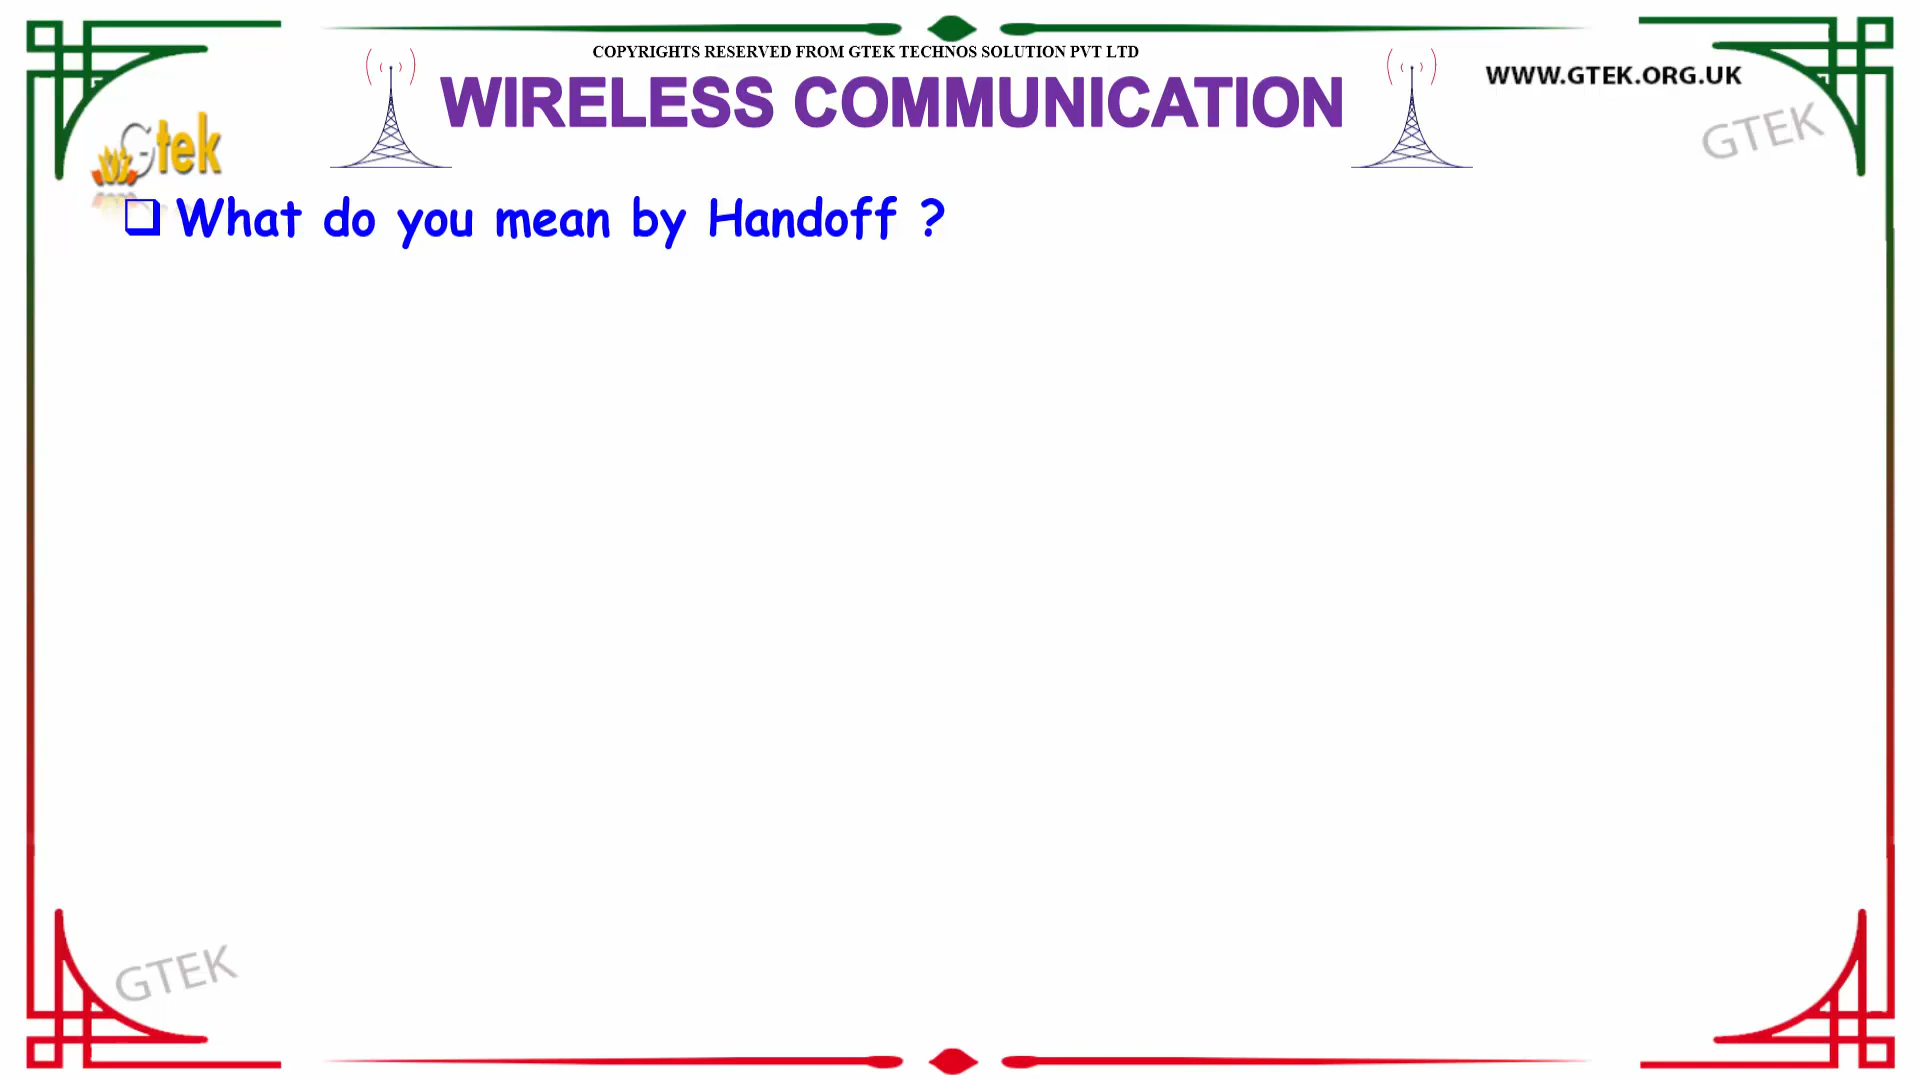 COPYRIGHTS RESERVED FROM GTEK TECHNOS SOLUTION PVT LTD
WIRELESS COMMUNICATION
WWW.GTEK.ORG.UK
GTEK
Gtek
What do you mean by Handoff ?
GTEK